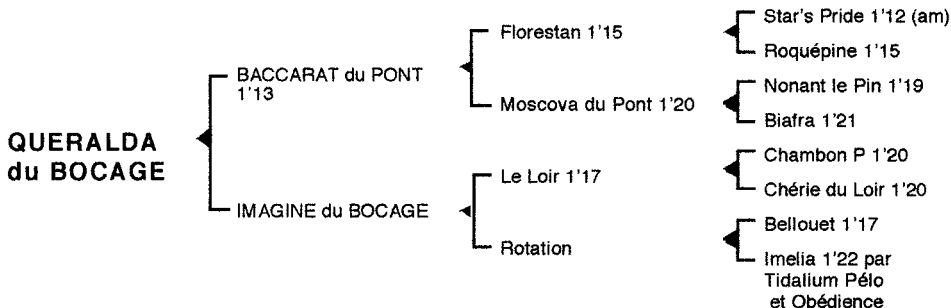 QUERALDA
du BOCAGE
BACCARAT du PONT
1'13
IMAGINE du BOCAGE
Florestan 1'15
Moscova du Pont 1'20
Le Loir 1'17
Rotation
Star's Pride 1'12 (am)
Roquépine 1'15
Nonant le Pin 1'19
Biafra 1'21
Chambon P 1'20
Chérie du Loir 1'20
Bellouet 1'17
Imelia 1'22 par
Tidalium Pélo
et Obédience